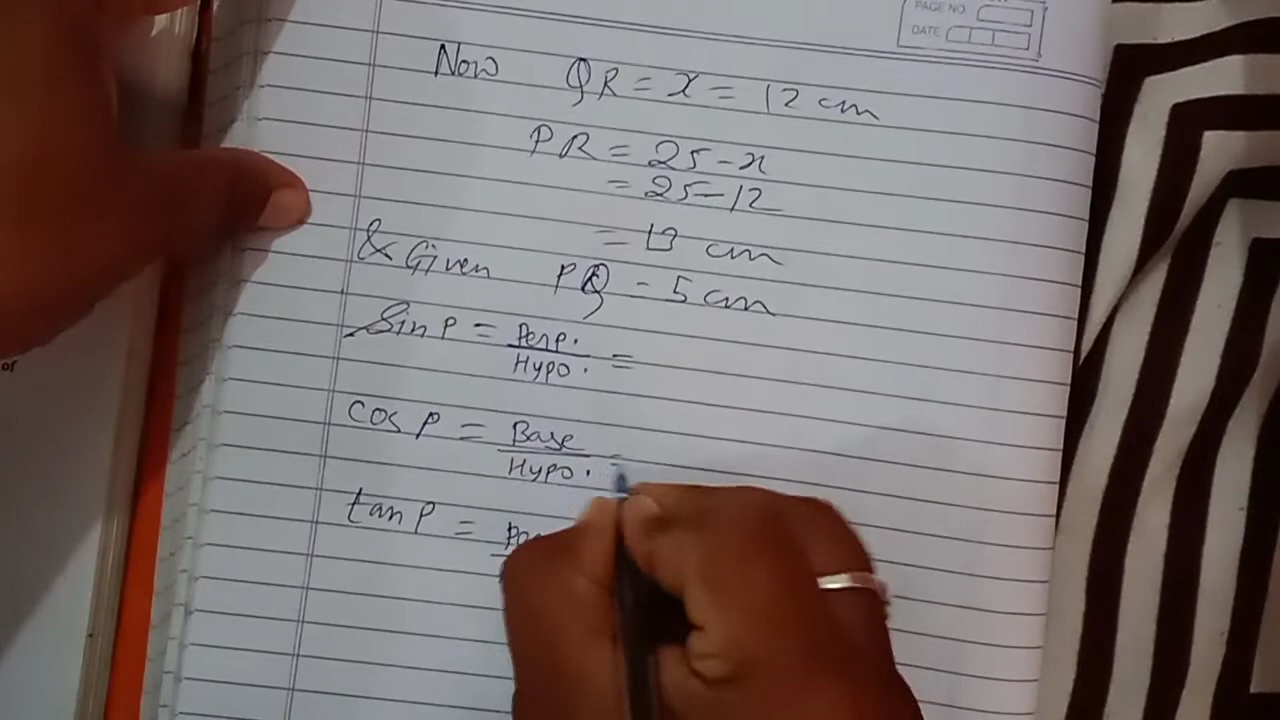 PAGE NO.
DATE
Now QR = x = 12 cm
PR = 25 - x
= 25 - 12
= 13 cm
& Given PQ = 5 cm
Sin P = Perp. / Hypo. =
cos P = Base / Hypo. =
tan P =
of